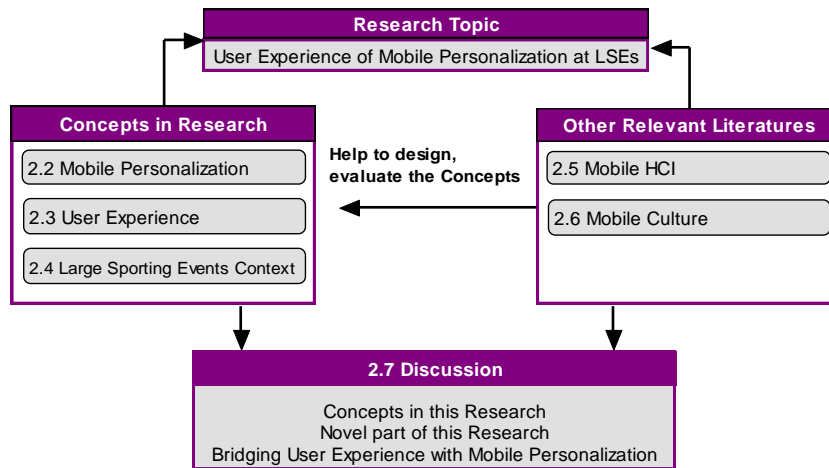 Research Topic
User Experience of Mobile Personalization at LSEs
Concepts in Research
2.2 Mobile Personalization
2.3 User Experience
2.4 Large Sporting Events Context
Help to design,
evaluate the Concepts
Other Relevant Literatures
2.5 Mobile HCI
2.6 Mobile Culture
2.7 Discussion
Concepts in this Research
Novel part of this Research
Bridging User Experience with Mobile Personalization